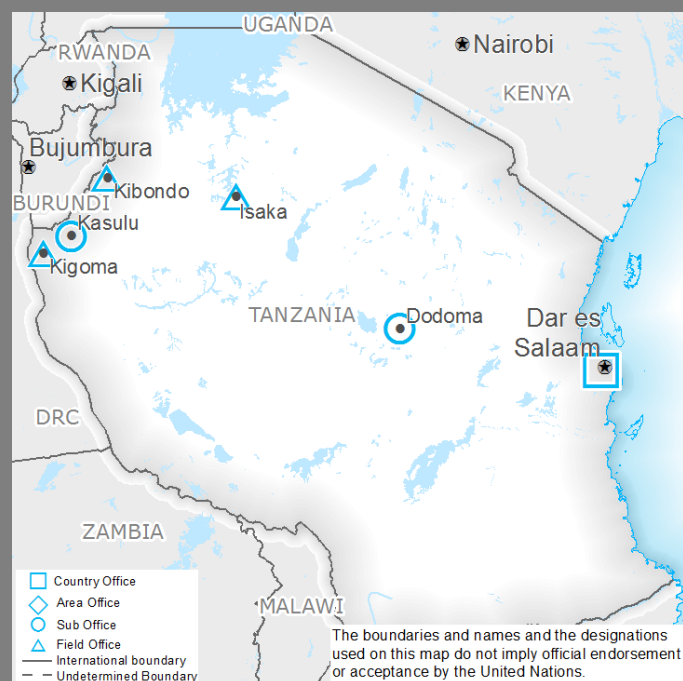 UGANDA
RWANDA
Nairobi
Kigali
KENYA
Bujumbura
Kibondo
BURUNDI
Isaka
Kasulu
Kigoma
TANZANIA
Dodoma
Dar es
Salaam
DRC
ZAMBIA
MALAWI
Country Office
Area Office
Sub Office
Field Office
International boundary
Undetermined Boundary
The boundaries and names and the designations
used on this map do not imply official endorsement
or acceptance by the United Nations.